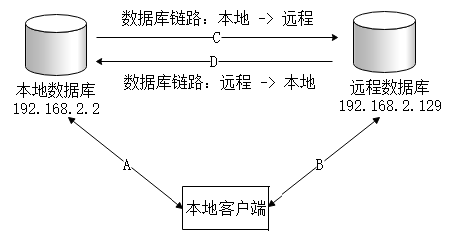 数据库链路：本地 -> 远程
C
D
数据库链路：远程 -> 本地
本地数据库
192.168.2.2
远程数据库
192.168.2.129
A
B
本地客户端